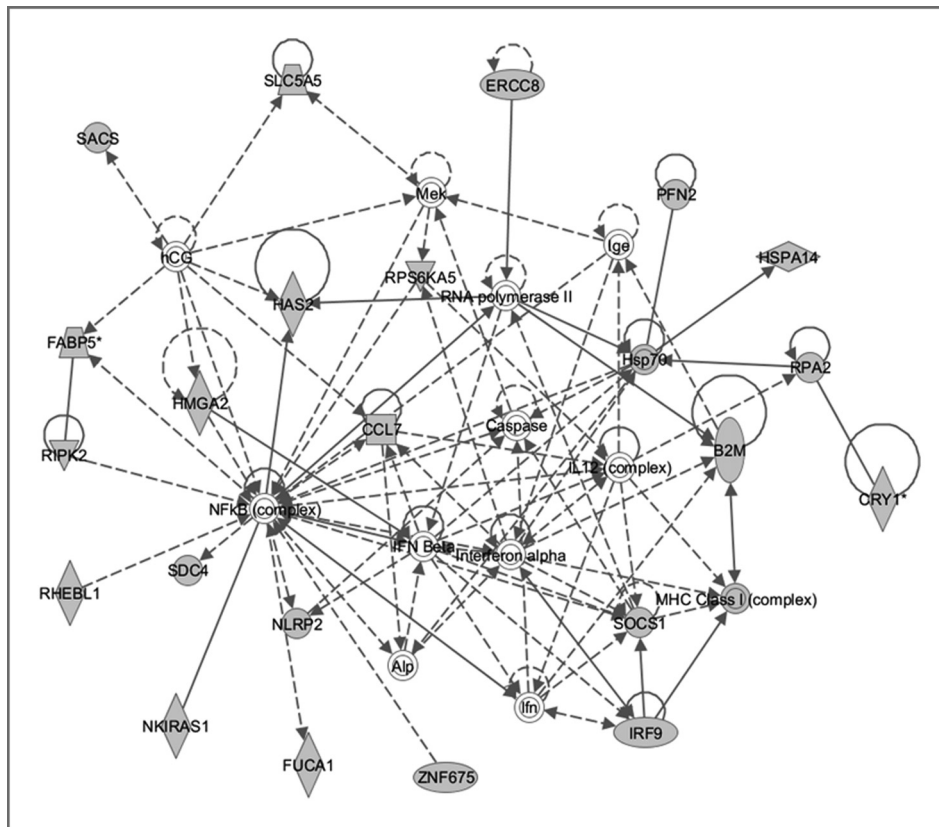 SLC5A5
ERCC8
SACS
Mek
PFN2
hCG
Ige
HSPA14
RPS6KA5
RNA polymerase II
HAS2
FABP5*
Hsp70
RPA2
HMGA2
CCL7
Caspase
RIPK2
IL12 (complex)
B2M
CRY1*
NFkB (complex)
IFN Beta
Interferon alpha
RHEBL1
SDC4
MHC Class I (complex)
NLRP2
SOCS1
Alp
Ifn
NKIRAS1
IRF9
FUCA1
ZNF675